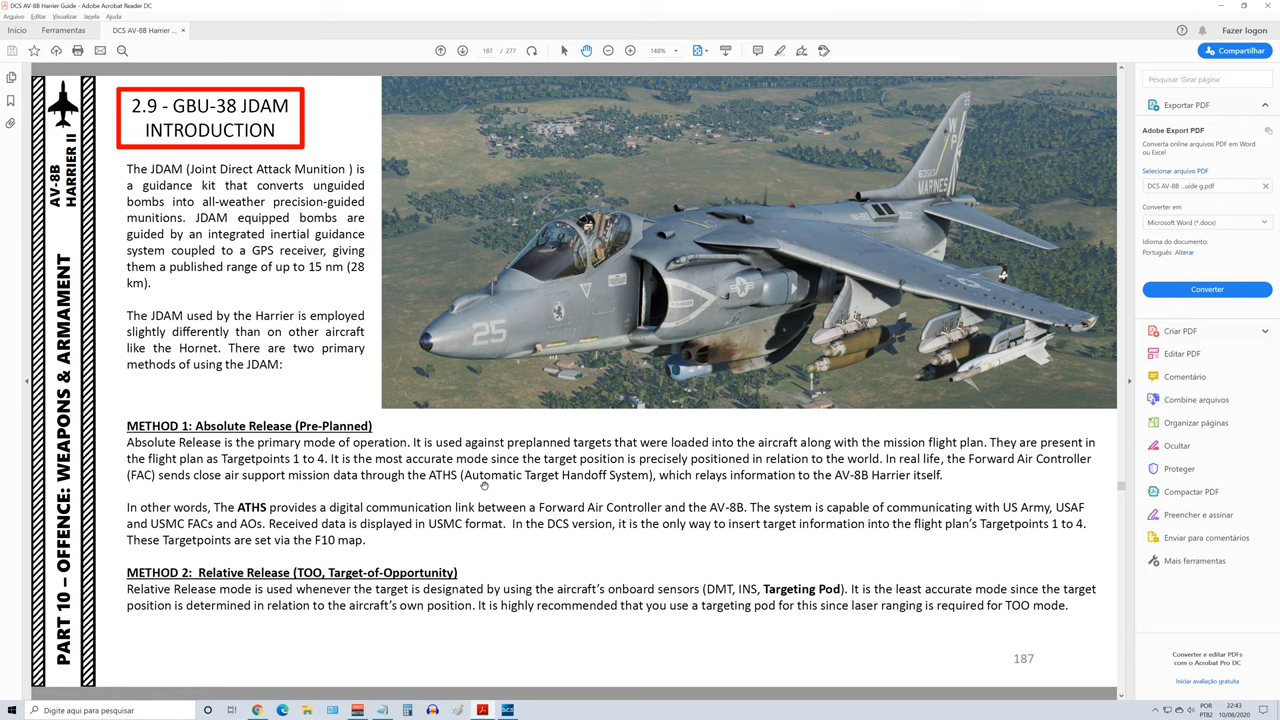 DCS AV-8B Harrier Guide - Adobe Acrobat Reader DC
Arquivo Editar Visualizar Janela Ajuda
Início Ferramentas DCS AV-8B Harrier ... × Fazer logon
187 / 277 148% Compartilhar
2.9 - GBU-38 JDAM
INTRODUCTION
AV-8B
HARRIER II
PART 10 – OFFENCE: WEAPONS & ARMAMENT
The JDAM (Joint Direct Attack Munition ) is
a guidance kit that converts unguided
bombs into all-weather precision-guided
munitions. JDAM equipped bombs are
guided by an integrated inertial guidance
system coupled to a GPS receiver, giving
them a published range of up to 15 nm (28
km).
The JDAM used by the Harrier is employed
slightly differently than on other aircraft
like the Hornet. There are two primary
methods of using the JDAM:
MARINES
METHOD 1: Absolute Release (Pre-Planned)
Absolute Release is the primary mode of operation. It is used against pre-planned targets that were loaded into the aircraft along with the mission flight plan. They are present in
the flight plan as Targetpoints 1 to 4. It is the most accurate mode since the target position is precisely positioned in relation to the world. In real life, the Forward Air Controller
(FAC) sends close air support mission data through the ATHS (Automatic Target Handoff System), which relays information to the AV-8B Harrier itself.
In other words, The ATHS provides a digital communication link between a Forward Air Controller and the AV-8B. The system is capable of communicating with US Army, USAF
and USMC FACs and AOs. Received data is displayed in USMC format. In the DCS version, it is the only way to insert target information into the flight plan's Targetpoints 1 to 4.
These Targetpoints are set via the F10 map.
METHOD 2: Relative Release (TOO, Target-of-Opportunity)
Relative Release mode is used whenever the target is designated by using the aircraft's onboard sensors (DMT, INS, Targeting Pod). It is the least accurate mode since the target
position is determined in relation to the aircraft's own position. It is highly recommended that you use a targeting pod for this since laser ranging is required for TOO mode.
187
Pesquisar 'Girar página'
Exportar PDF
Adobe Export PDF
Converta online arquivos PDF em Word
ou Excel
Selecionar arquivo PDF
DCS AV-8B ...uide g.pdf
Converter em
Microsoft Word (*.docx)
Idioma do documento:
Português Alterar
Converter
Criar PDF
Editar PDF
Comentário
Combine arquivos
Organizar páginas
Ocultar
Proteger
Compactar PDF
Preencher e assinar
Enviar para comentários
Mais ferramentas
Converter e editar PDFs
com o Acrobat Pro DC
Iniciar avaliação gratuita
Digite aqui para pesquisar
POR 22:43
PTB2 10/08/2020